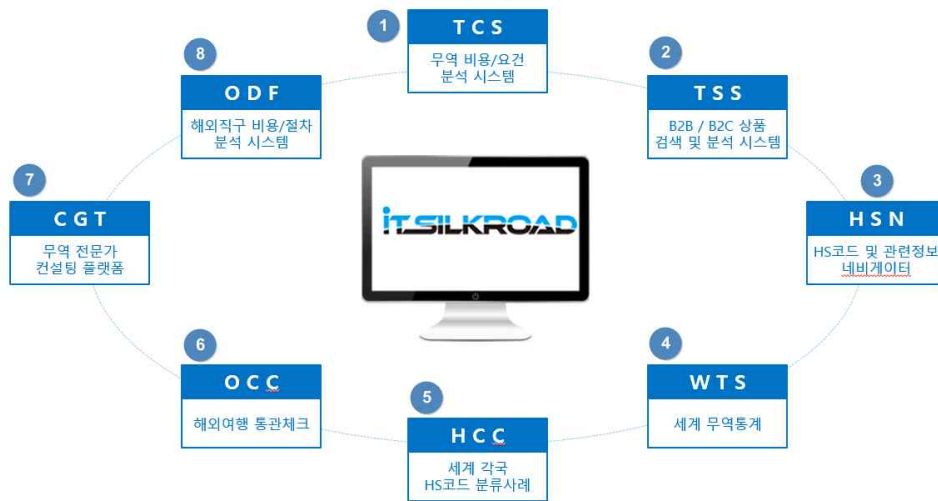 1
TCS
무역 비용/요건
분석 시스템
2
TSS
B2B / B2C 상품
검색 및 분석 시스템
3
HSN
HS코드 및 관련정보
네비게이터
4
WTS
세계 무역통계
5
HCC
세계 각국
HS코드 분류사례
6
OCC
해외여행 통관체크
7
CGT
무역 전문가
컨설팅 플랫폼
8
ODF
해외직구 비용/절차
분석 시스템
iT.SILKROAD